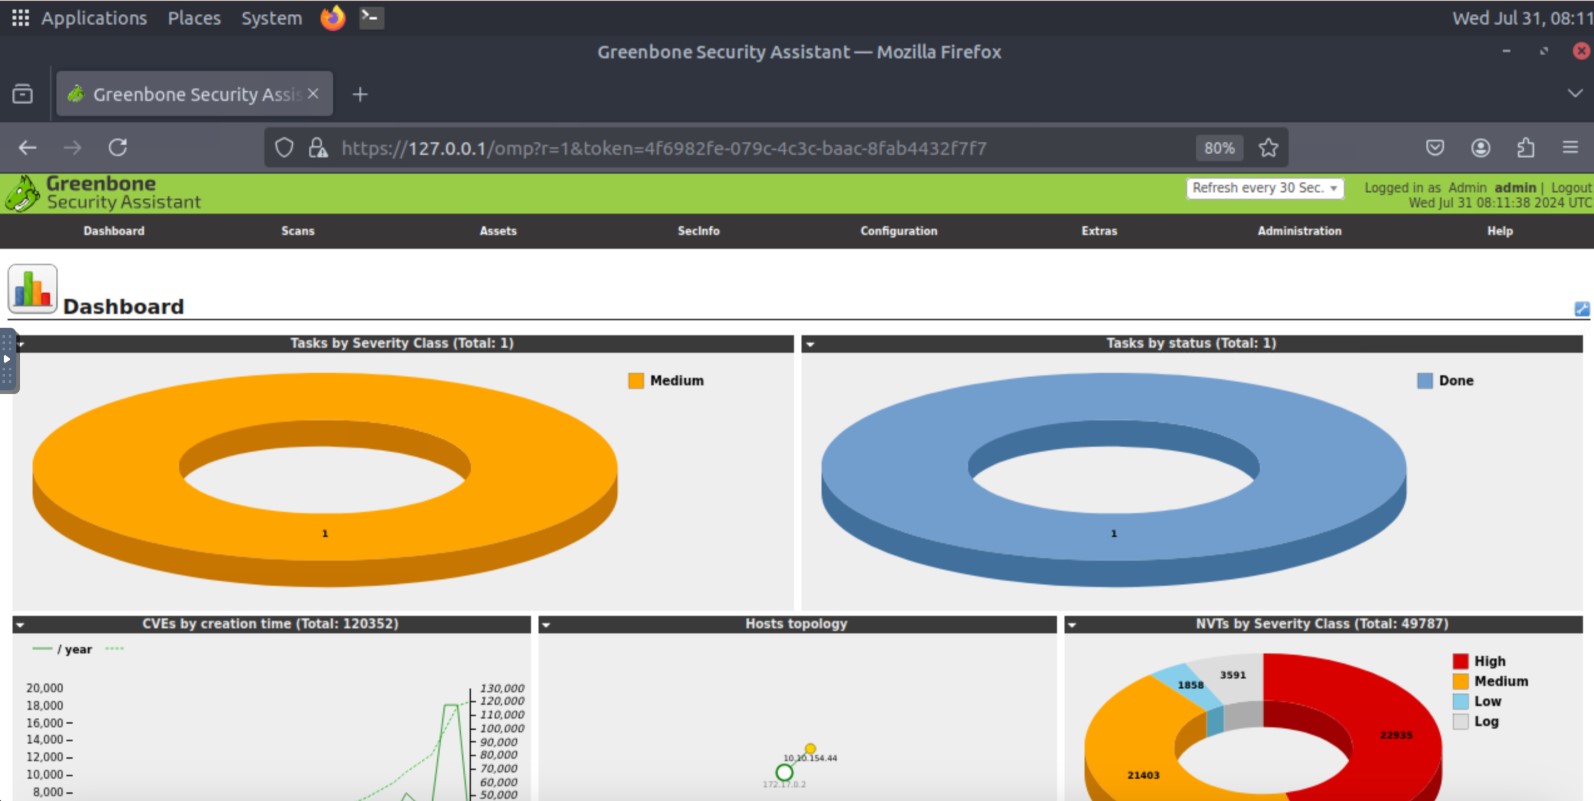 Applications Places System Wed Jul 31, 08:11
Greenbone Security Assistant — Mozilla Firefox
Greenbone Security Assis
https://127.0.0.1/omp?r=1&token=4f6982fe-079c-4c3c-baac-8fab4432f7f7 80%
Greenbone
Security Assistant
Refresh every 30 Sec.
Logged in as Admin admin | Logout
Wed Jul 31 08:11:38 2024 UTC
Dashboard Scans Assets SecInfo Configuration Extras Administration Help
Dashboard
Tasks by Severity Class (Total: 1)
Medium
1
Tasks by status (Total: 1)
Done
1
CVEs by creation time (Total: 120352)
/ year
20,000
18,000
16,000
14,000
12,000
10,000
8,000
130,000
120,000
110,000
100,000
90,000
80,000
70,000
60,000
50,000
Hosts topology
10.10.154.44
172.17.0.2
NVTs by Severity Class (Total: 49787)
High
Medium
Low
Log
3591
1858
22935
21403